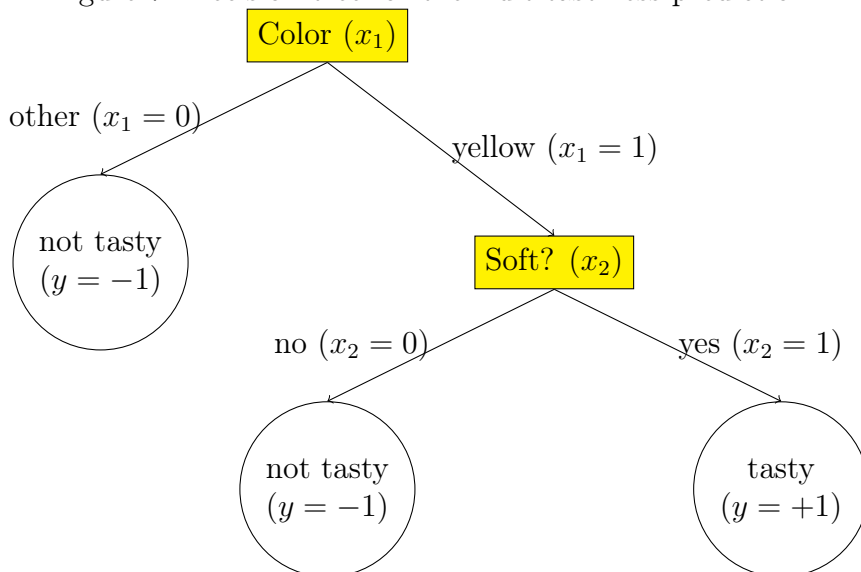 Color (x₁)
other (x₁ = 0)
yellow (x₁ = 1)
not tasty
(y = −1)
Soft? (x₂)
no (x₂ = 0)
yes (x₂ = 1)
not tasty
(y = −1)
tasty
(y = +1)